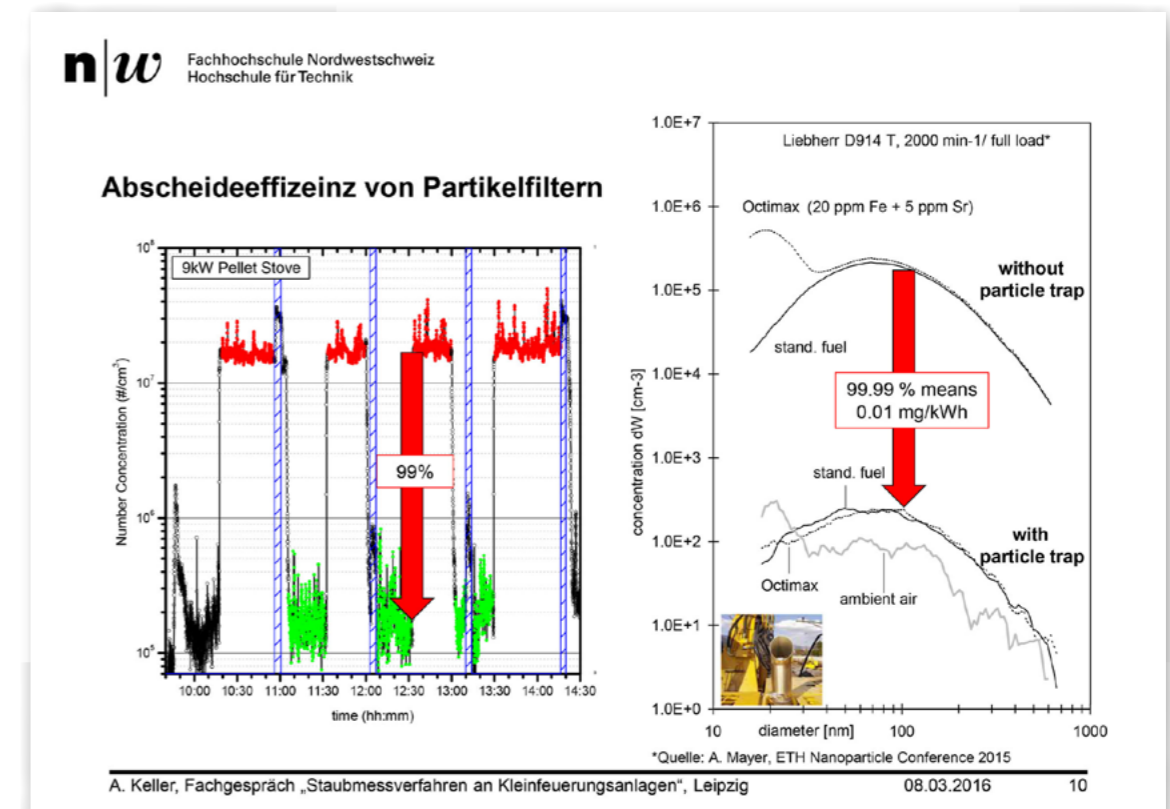 n|w
Fachhochschule Nordwestschweiz
Hochschule für Technik
Abscheideeffizeinz von Partikelfiltern
9kW Pellet Stove
Number Concentration (#/cm³)
10⁸
10⁷
10⁶
10⁵
99%
10:00 10:30 11:00 11:30 12:00 12:30 13:00 13:30 14:00 14:30
time (hh:mm)
Liebherr D914 T, 2000 min-1/ full load*
concentration dW [cm-3]
1.0E+7
1.0E+6
1.0E+5
1.0E+4
1.0E+3
1.0E+2
1.0E+1
1.0E+0
Octimax (20 ppm Fe + 5 ppm Sr)
without
particle trap
stand. fuel
99.99 % means
0.01 mg/kWh
stand. fuel
with
particle trap
Octimax
ambient air
10 100 1000
diameter [nm]
*Quelle: A. Mayer, ETH Nanoparticle Conference 2015
A. Keller, Fachgespräch „Staubmessverfahren an Kleinfeuerungsanlagen“, Leipzig 08.03.2016 10